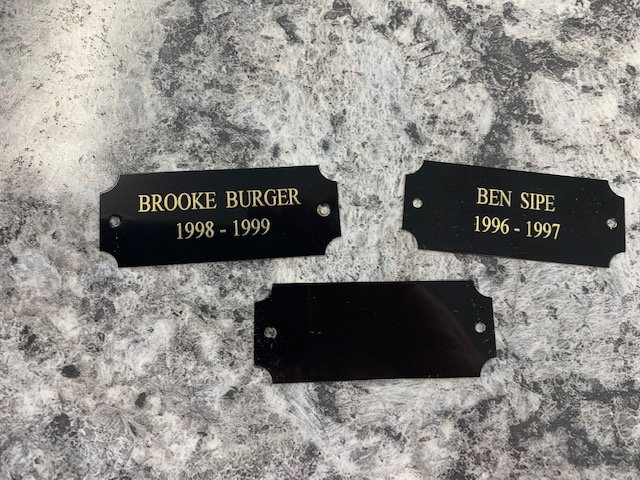 BROOKE BURGER
1998 - 1999
BEN SIPE
1996 - 1997